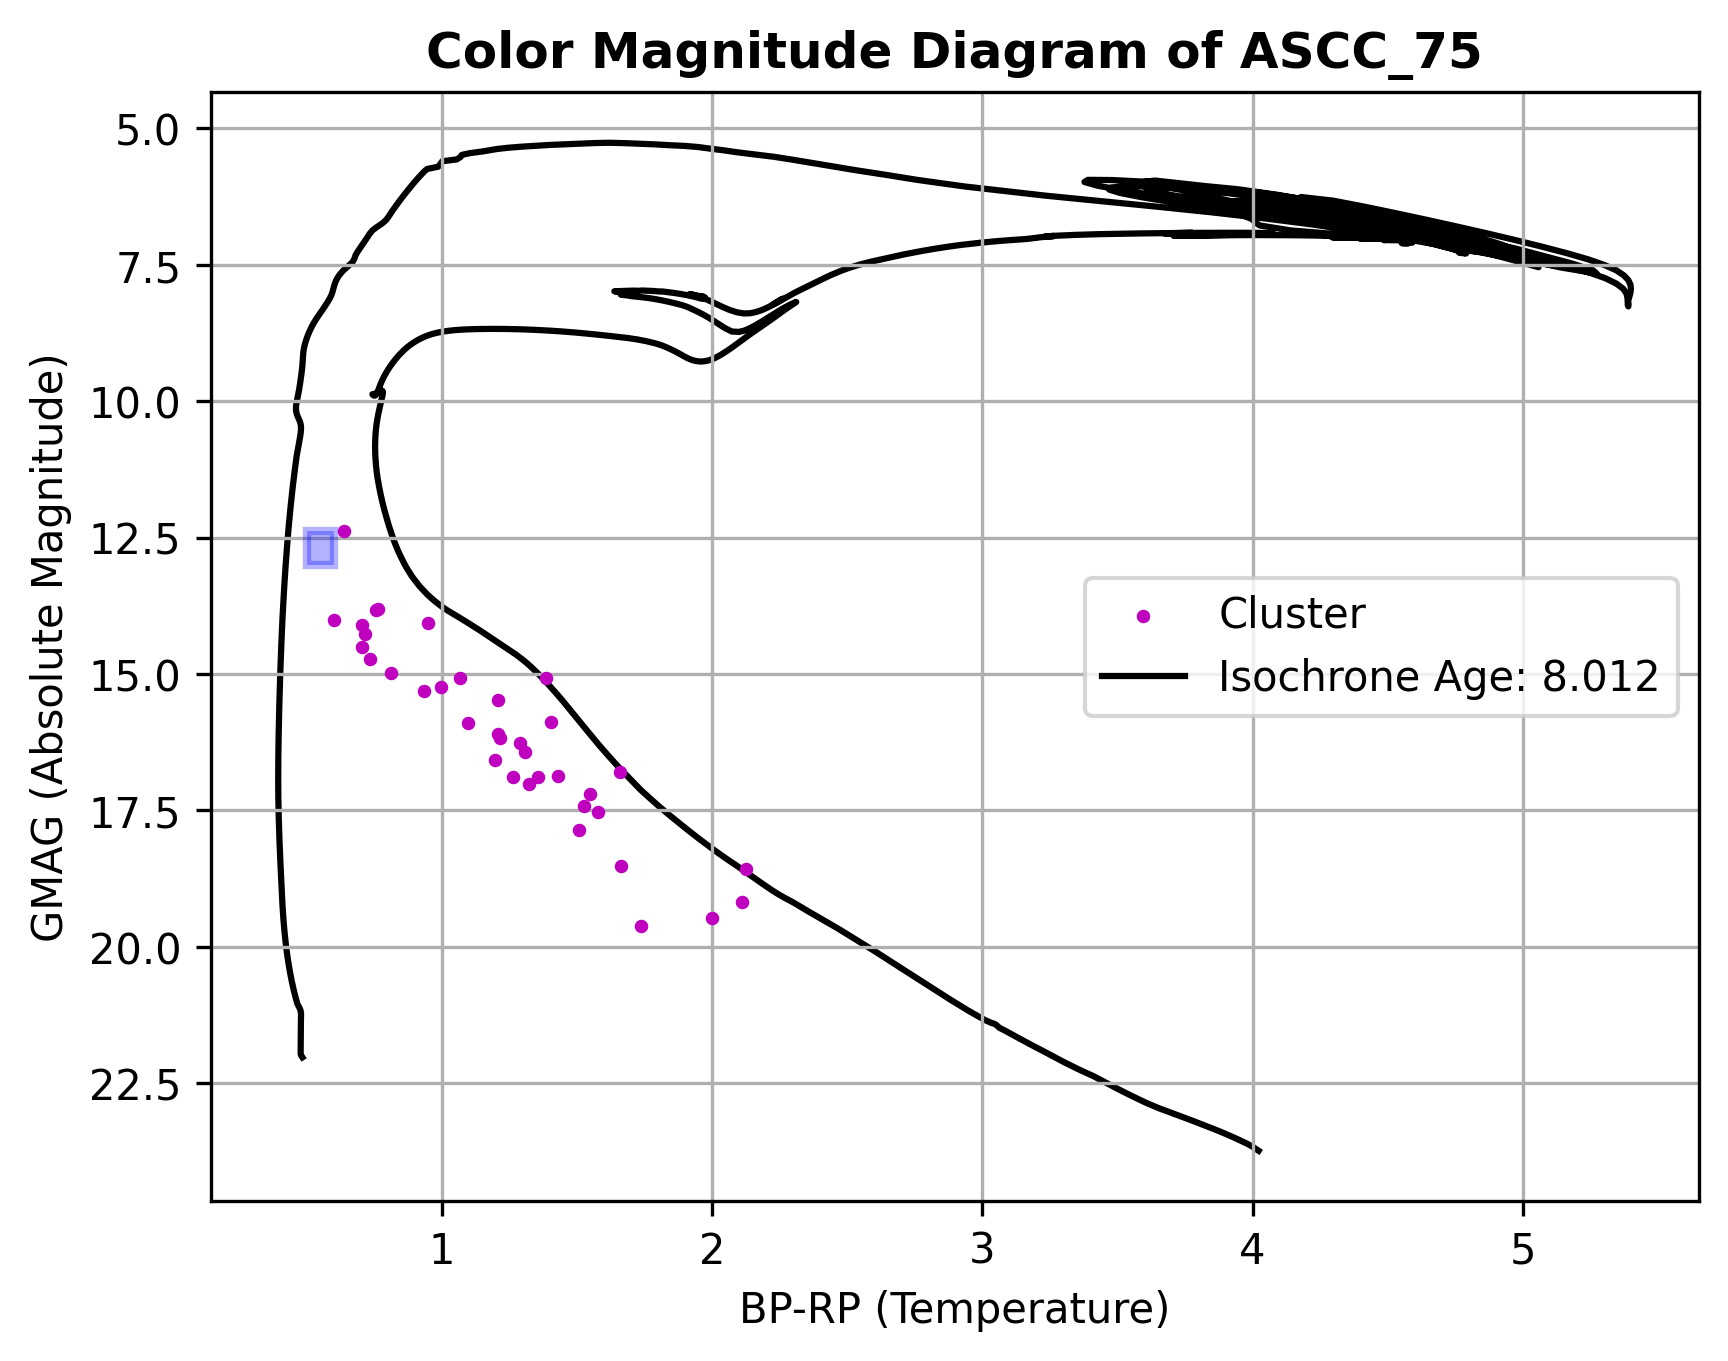 Color Magnitude Diagram of ASCC_75
GMAG (Absolute Magnitude)
5.0
7.5
10.0
12.5
15.0
17.5
20.0
22.5
Cluster
Isochrone Age: 8.012
1 2 3 4 5
BP-RP (Temperature)